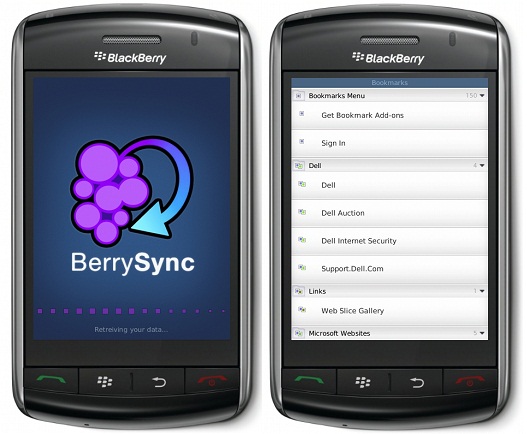 BlackBerry
BerrySync
Retreiving your data...
BlackBerry
Bookmarks
Bookmarks Menu 150
Get Bookmark Add-ons
Sign In
Dell 4
Dell
Dell Auction
Dell Internet Security
Support.Dell.Com
Links 1
Web Slice Gallery
Microsoft Websites 5